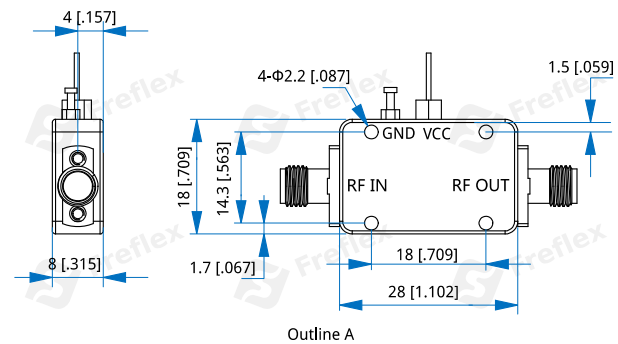 4 [.157]
4-Φ2.2 [.087]
1.5 [.059]
GND VCC
18 [.709]
14.3 [.563]
RF IN
RF OUT
8 [.315]
1.7 [.067]
18 [.709]
28 [1.102]
Outline A
Freflex
Freflex
Freflex
Freflex
Freflex
Freflex